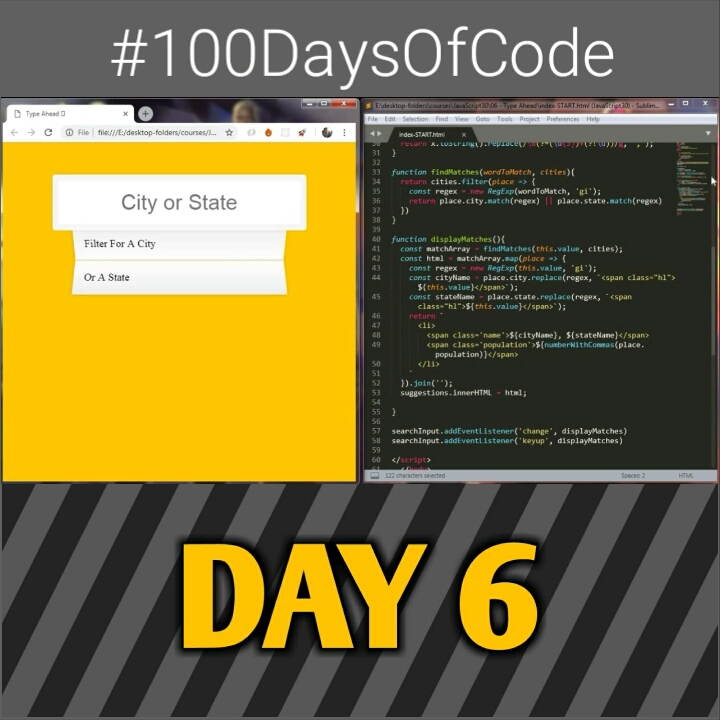 #100DaysOfCode
Type Ahead
File file:///E:/desktop-folders/courses/J...
City or State
Filter For A City
Or A State
E:\desktop-folders\courses\JavaScript30\06 - Type Ahead\index-START.html (JavaScript30) - Sublim...
File Edit Selection Find View Goto Tools Project Preferences Help
index-START.html
31 }
32
33 function findMatches(wordToMatch, cities){
34 return cities.filter(place => {
35 const regex = new RegExp(wordToMatch, 'gi');
36 return place.city.match(regex) || place.state.match(regex)
37 })
38 }
39
40 function displayMatches(){
41 const matchArray = findMatches(this.value, cities);
42 const html = matchArray.map(place => {
43 const regex = new RegExp(this.value, 'gi');
44 const cityName = place.city.replace(regex, `<span class="hl">
${this.value}</span>`);
45 const stateName = place.state.replace(regex, `<span
class="hl">${this.value}</span>`);
46 return `
47 <li>
48 <span class='name'>${cityName}, ${stateName}</span>
49 <span class='population'>${numberWithCommas(place.
population)}</span>
50 </li>
51 `
52 }).join('');
53 suggestions.innerHTML = html;
54
55 }
56
57 searchInput.addEventListener('change', displayMatches)
58 searchInput.addEventListener('keyup', displayMatches)
59
60 </script>
122 characters selected
Spaces: 2
HTML
DAY 6